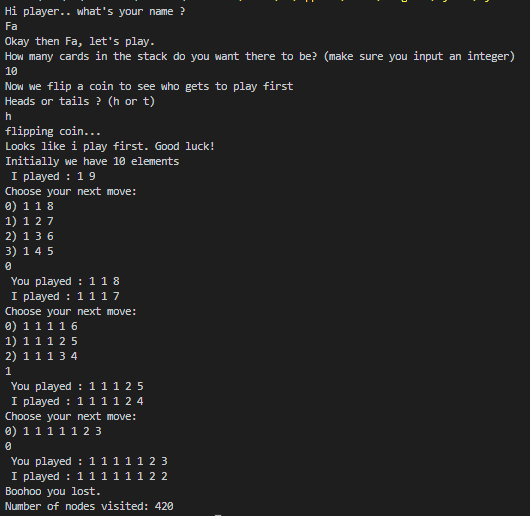 Hi player.. what's your name ?
Fa
Okay then Fa, let's play.
How many cards in the stack do you want there to be? (make sure you input an integer)
10
Now we flip a coin to see who gets to play first
Heads or tails ? (h or t)
h
flipping coin...
Looks like i play first. Good luck!
Initially we have 10 elements
I played : 1 9
Choose your next move:
0) 1 1 8
1) 1 2 7
2) 1 3 6
3) 1 4 5
0
You played : 1 1 8
I played : 1 1 1 7
Choose your next move:
0) 1 1 1 1 6
1) 1 1 1 2 5
2) 1 1 1 3 4
1
You played : 1 1 1 2 5
I played : 1 1 1 1 2 4
Choose your next move:
0) 1 1 1 1 1 2 3
0
You played : 1 1 1 1 1 2 3
I played : 1 1 1 1 1 1 2 2
Boohoo you lost.
Number of nodes visited: 420